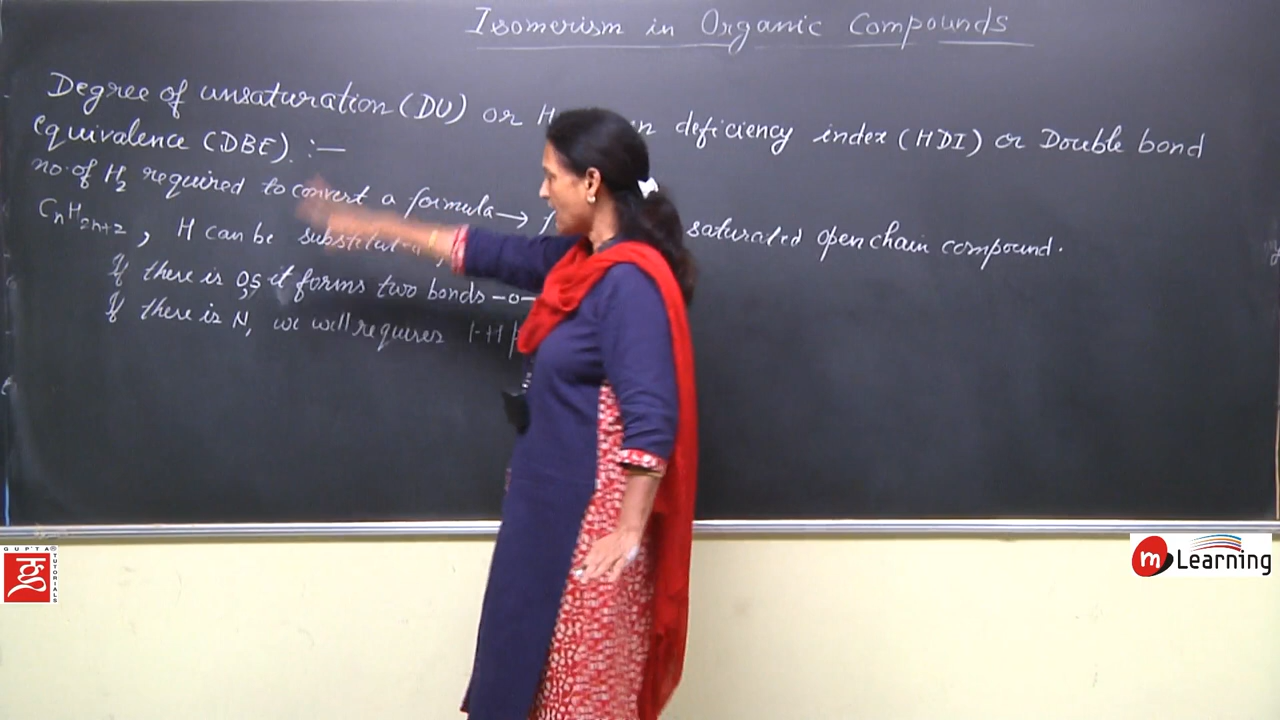 Isomerism in Organic Compounds
Degree of unsaturation (DU) or H en deficiency index (HDI) or Double bond
equivalence (DBE) :-
no. of H2 required to convert a formula → saturated open chain compound.
CnH2n+2 , H can be
If there is O,S it forms two bonds -O-
If there is N, we will requires 1-H
GUPTA®
TUTORIALS
m Learning